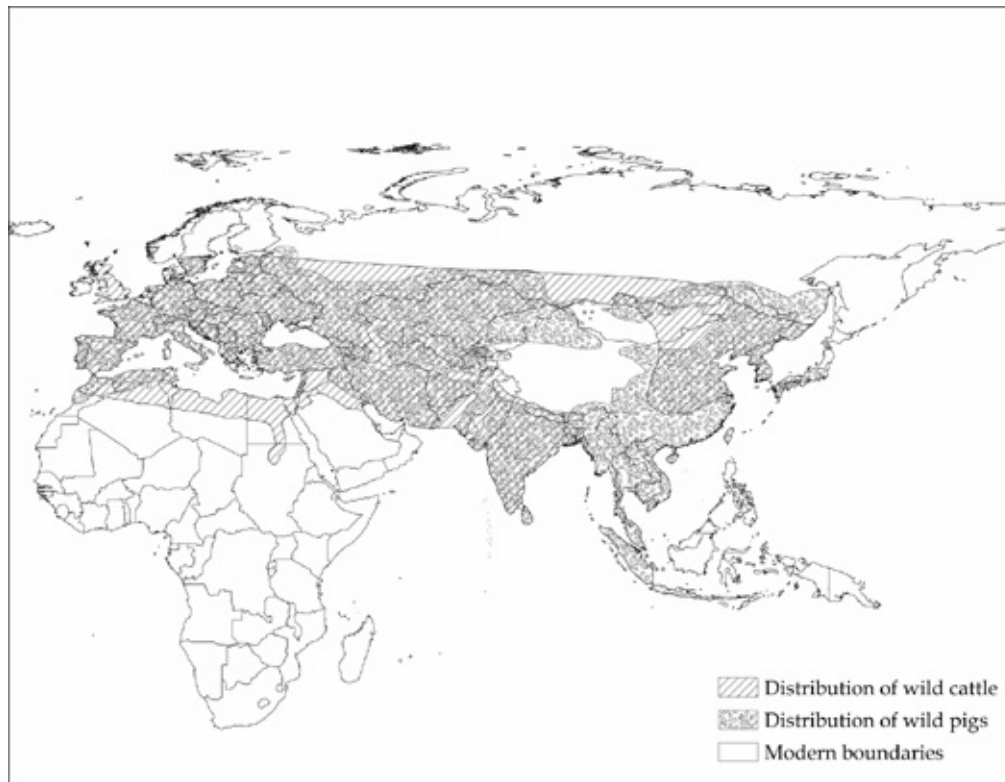 Distribution of wild cattle
Distribution of wild pigs
Modern boundaries